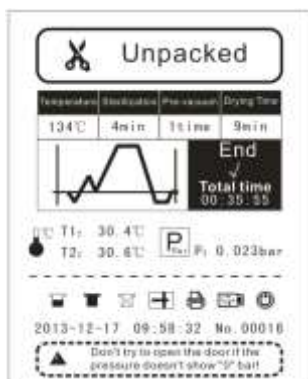 Unpacked
Temperature Sterilization Pre-vacuum Drying Time
134℃ 4min 1time 9min
End
Total time
00:35:55
℃ T1: 30.4℃
T2: 30.6℃
P P: 0.023bar
2013-12-17 09:58:32 No.00016
Don't try to open the door if the
pressure doesn't show "0" bar!